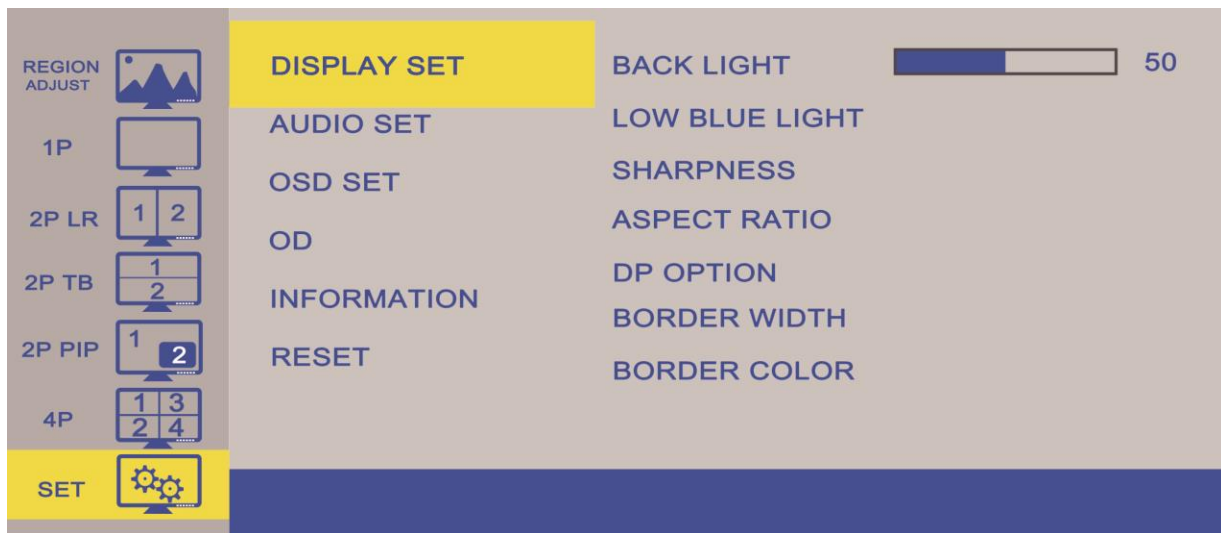 REGION
ADJUST
1P
2P LR
1 2
2P TB
1
2
2P PIP
1
2
4P
1 3
2 4
SET
DISPLAY SET
AUDIO SET
OSD SET
OD
INFORMATION
RESET
BACK LIGHT 50
LOW BLUE LIGHT
SHARPNESS
ASPECT RATIO
DP OPTION
BORDER WIDTH
BORDER COLOR